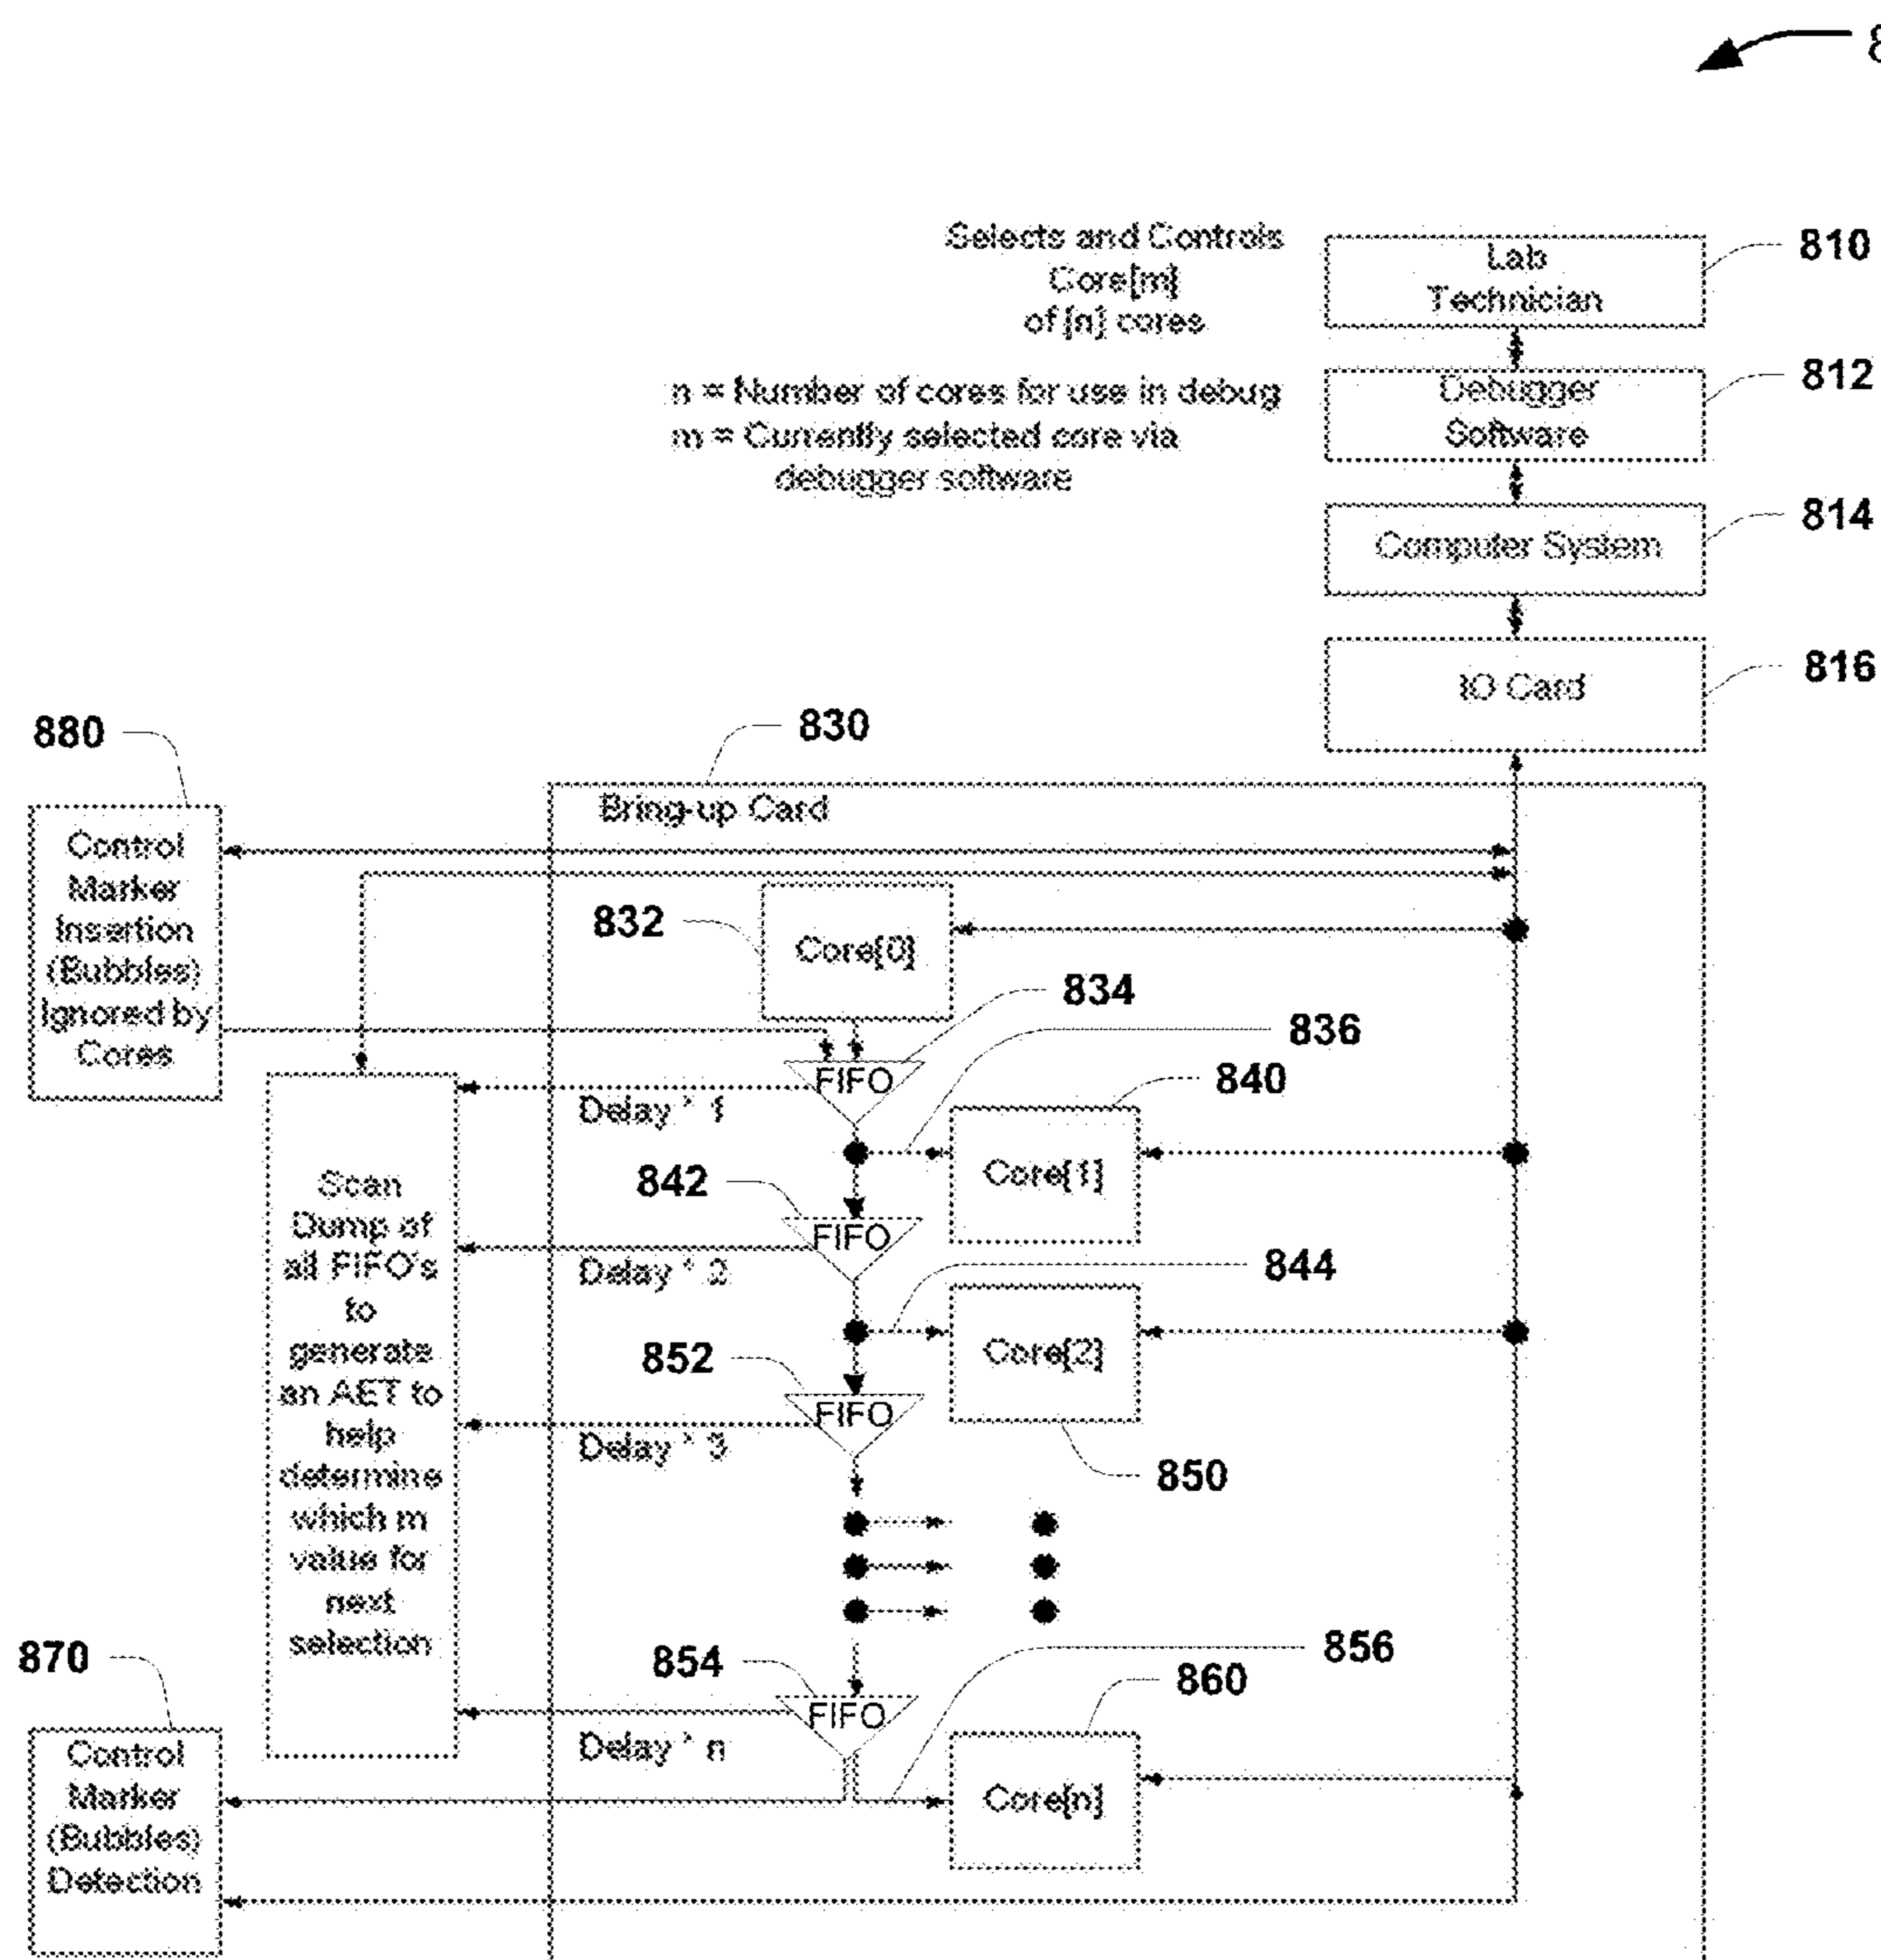 8
Selects and Controls
Core[m]
of [n] cores
n = Number of cores for use in debug
m = Currently selected core via
debugger software
Lab
Technician
810
Debugger
Software
812
Computer System
814
IO Card
816
880
830
Bring-up Card
Control
Marker
Insertion
(Bubbles)
Ignored by
Cores
832
Core[0]
834
836
FIFO
Delay * 1
840
Core[1]
842
FIFO
Delay * 2
844
Core[2]
850
852
FIFO
Delay * 3
Scan
Dump of
all FIFO's
to
generate
an AET to
help
determine
which m
value for
next
selection
854
FIFO
Delay * n
856
860
Core[n]
870
Control
Marker
(Bubbles)
Detection